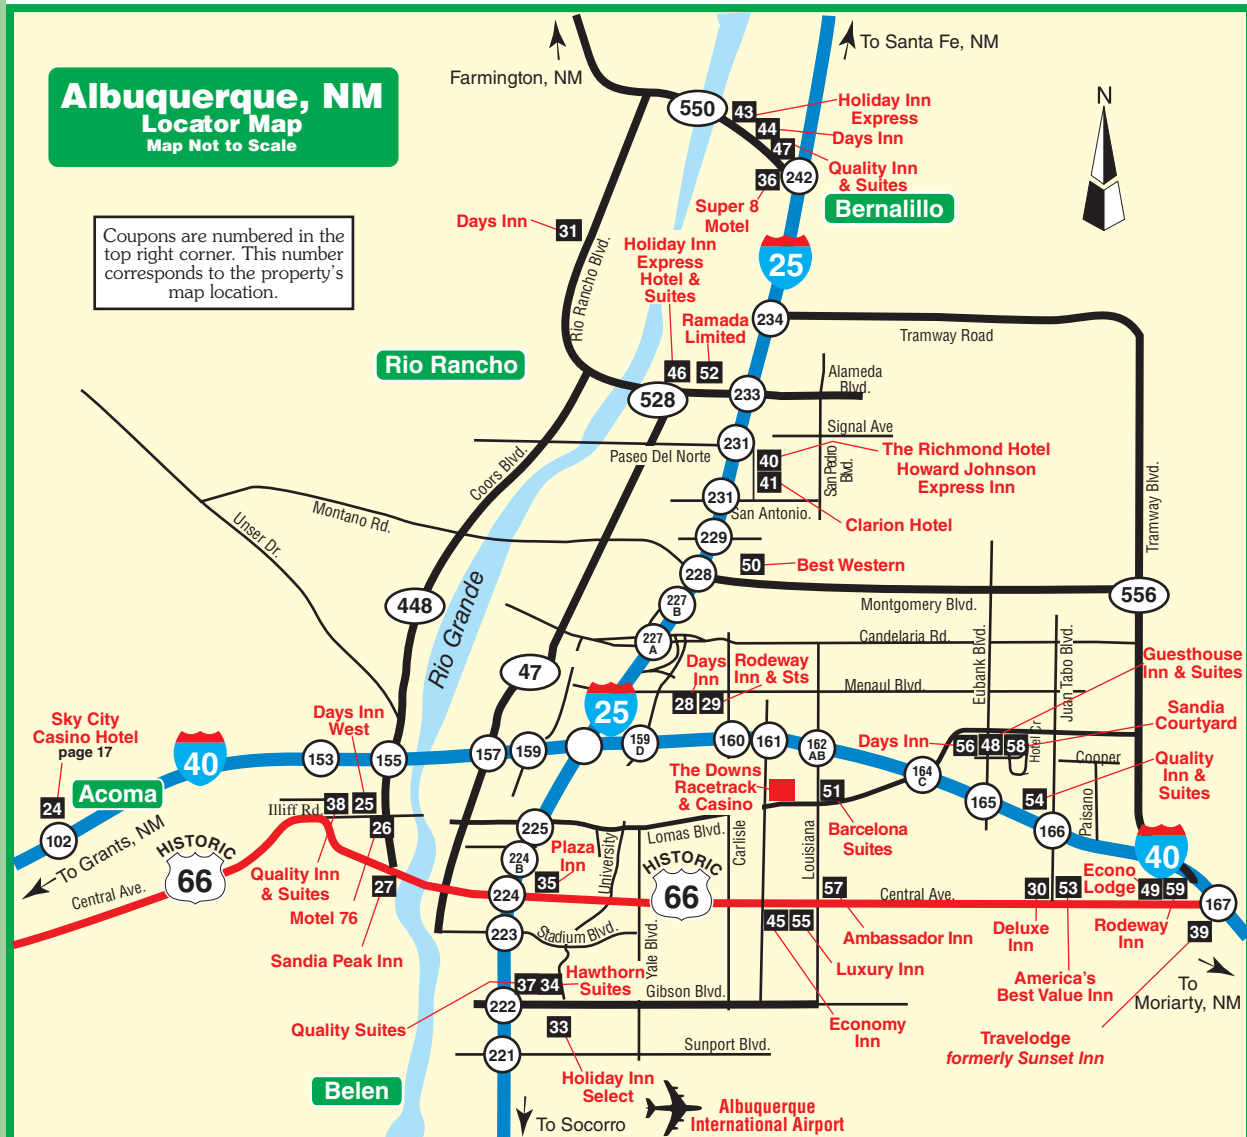 To Santa Fe, NM
Farmington, NM
Albuquerque, NM
Locator Map
Map Not to Scale
N
550
43
Holiday Inn
Express
44
Days Inn
47
Quality Inn
& Suites
36
242
Super 8
Motel
Bernalillo
Coupons are numbered in the
top right corner. This number
corresponds to the property's
map location.
Days Inn
31
Rio Rancho Blvd.
Holiday Inn
Express
Hotel &
Suites
25
Ramada
Limited
234
Tramway Road
Rio Rancho
46
52
528
233
Alameda
Blvd.
Signal Ave
231
Paseo Del Norte
40
41
San Pedro
Blvd.
The Richmond Hotel
Howard Johnson
Express Inn
Coors Blvd.
Tramway Blvd.
231
San Antonio.
Clarion Hotel
Montano Rd.
Unser Dr.
229
50
Best Western
228
Montgomery Blvd.
556
448
Rio Grande
227
B
227
A
Candelaria Rd.
Eubank Blvd.
Juan Tabo Blvd.
47
Days
Inn
Rodeway
Inn & Sts
28
29
Menaul Blvd.
Guesthouse
Inn & Suites
25
Sandia
Courtyard
Sky City
Casino Hotel
page 17
Days Inn
West
40
153
155
157
159
159
D
160
161
162
AB
Days Inn
56
48
58
Hotel Cr
Cooper
Quality
Inn &
Suites
164
C
The Downs
Racetrack
& Casino
51
Barcelona
Suites
165
54
Paisano
166
24
Acoma
102
38
25
Illiff Rd.
26
To Grants, NM
HISTORIC
66
Central Ave.
Quality Inn
& Suites
Motel 76
27
Sandia Peak Inn
225
Lomas Blvd.
224
B
Plaza
Inn
35
University
HISTORIC
66
Carlisle
Louisiana
224
57
Central Ave.
30
53
Econo
Lodge
49
59
40
167
39
223
Stadium Blvd.
Yale Blvd.
45
55
Ambassador Inn
Deluxe
Inn
Rodeway
Inn
Luxury Inn
America's
Best Value Inn
To
Moriarty, NM
37
34
Hawthorn
Suites
Gibson Blvd.
222
Quality Suites
33
Economy
Inn
Travelodge
formerly Sunset Inn
221
Sunport Blvd.
Holiday Inn
Select
Belen
To Socorro
Albuquerque
International Airport